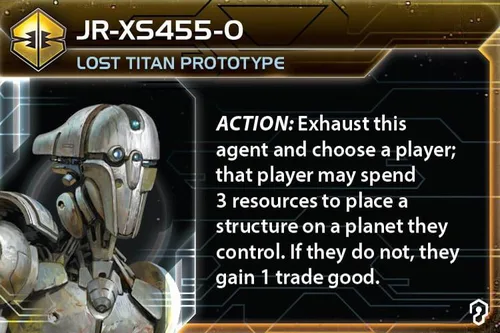 JR-XS455-O
LOST TITAN PROTOTYPE
ACTION: Exhaust this
agent and choose a player;
that player may spend
3 resources to place a
structure on a planet they
control. If they do not, they
gain 1 trade good.